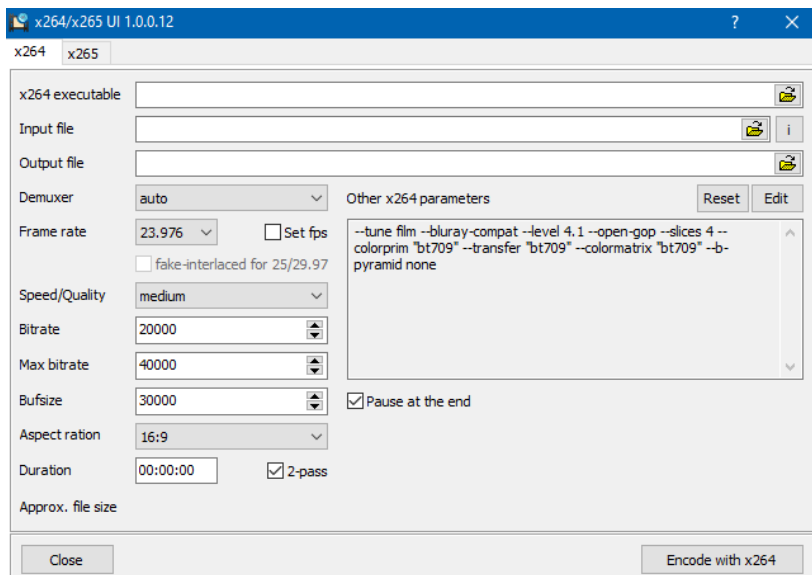 x264/x265 UI 1.0.0.12 ? ×
x264 x265
x264 executable
Input file i
Output file
Demuxer auto Other x264 parameters Reset Edit
Frame rate 23.976 Set fps
fake-interlaced for 25/29.97
--tune film --bluray-compat --level 4.1 --open-gop --slices 4 --
colorprim "bt709" --transfer "bt709" --colormatrix "bt709" --b-
pyramid none
Speed/Quality medium
Bitrate 20000
Max bitrate 40000
Bufsize 30000 Pause at the end
Aspect ration 16:9
Duration 00:00:00 2-pass
Approx. file size
Close Encode with x264